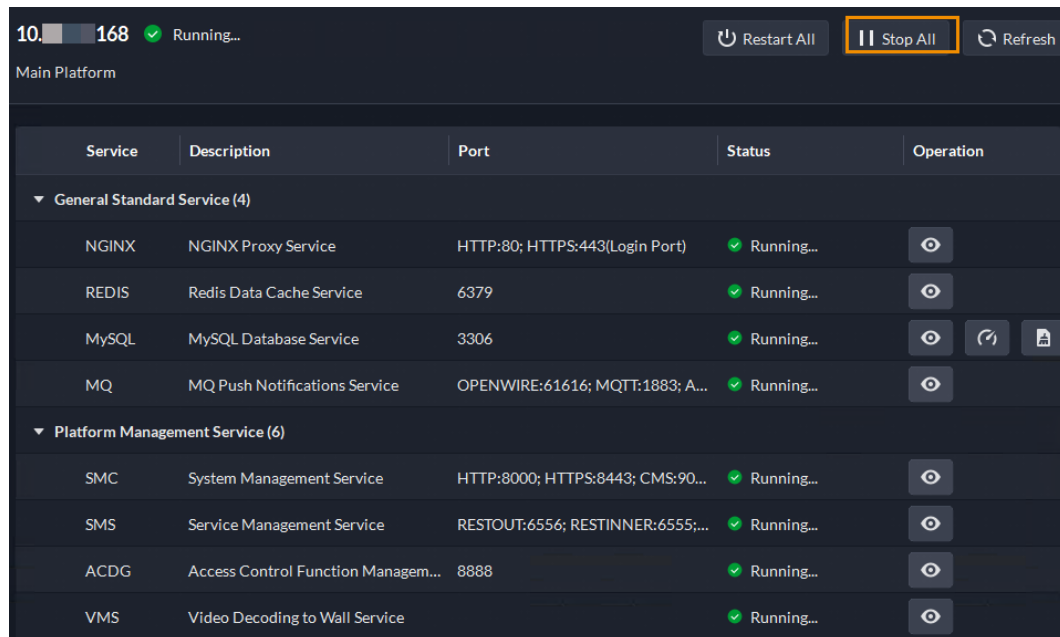 10. 168 Running...
Restart All Stop All Refresh
Main Platform
Service Description Port Status Operation
General Standard Service (4)
NGINX NGINX Proxy Service HTTP:80; HTTPS:443(Login Port) Running...
REDIS Redis Data Cache Service 6379 Running...
MySQL MySQL Database Service 3306 Running...
MQ MQ Push Notifications Service OPENWIRE:61616; MQTT:1883; A... Running...
Platform Management Service (6)
SMC System Management Service HTTP:8000; HTTPS:8443; CMS:90... Running...
SMS Service Management Service RESTOUT:6556; RESTINNER:6555;... Running...
ACDG Access Control Function Managem... 8888 Running...
VMS Video Decoding to Wall Service Running...